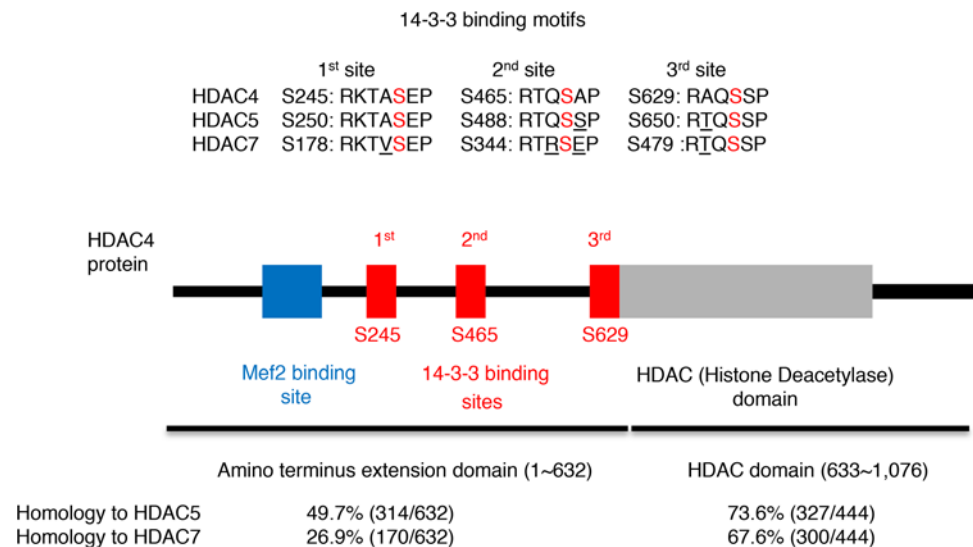 14-3-3 binding motifs
1st site 2nd site 3rd site
HDAC4 S245: RKTASEP S465: RTQSAP S629: RAQSSP
HDAC5 S250: RKTASEP S488: RTQSSP S650: RTQSSP
HDAC7 S178: RKTVSEP S344: RTRSEP S479 :RTQSSP
HDAC4 protein
1st 2nd 3rd
S245 S465 S629
Mef2 binding site
14-3-3 binding sites
HDAC (Histone Deacetylase) domain
Amino terminus extension domain (1~632) HDAC domain (633~1,076)
Homology to HDAC5 49.7% (314/632) 73.6% (327/444)
Homology to HDAC7 26.9% (170/632) 67.6% (300/444)